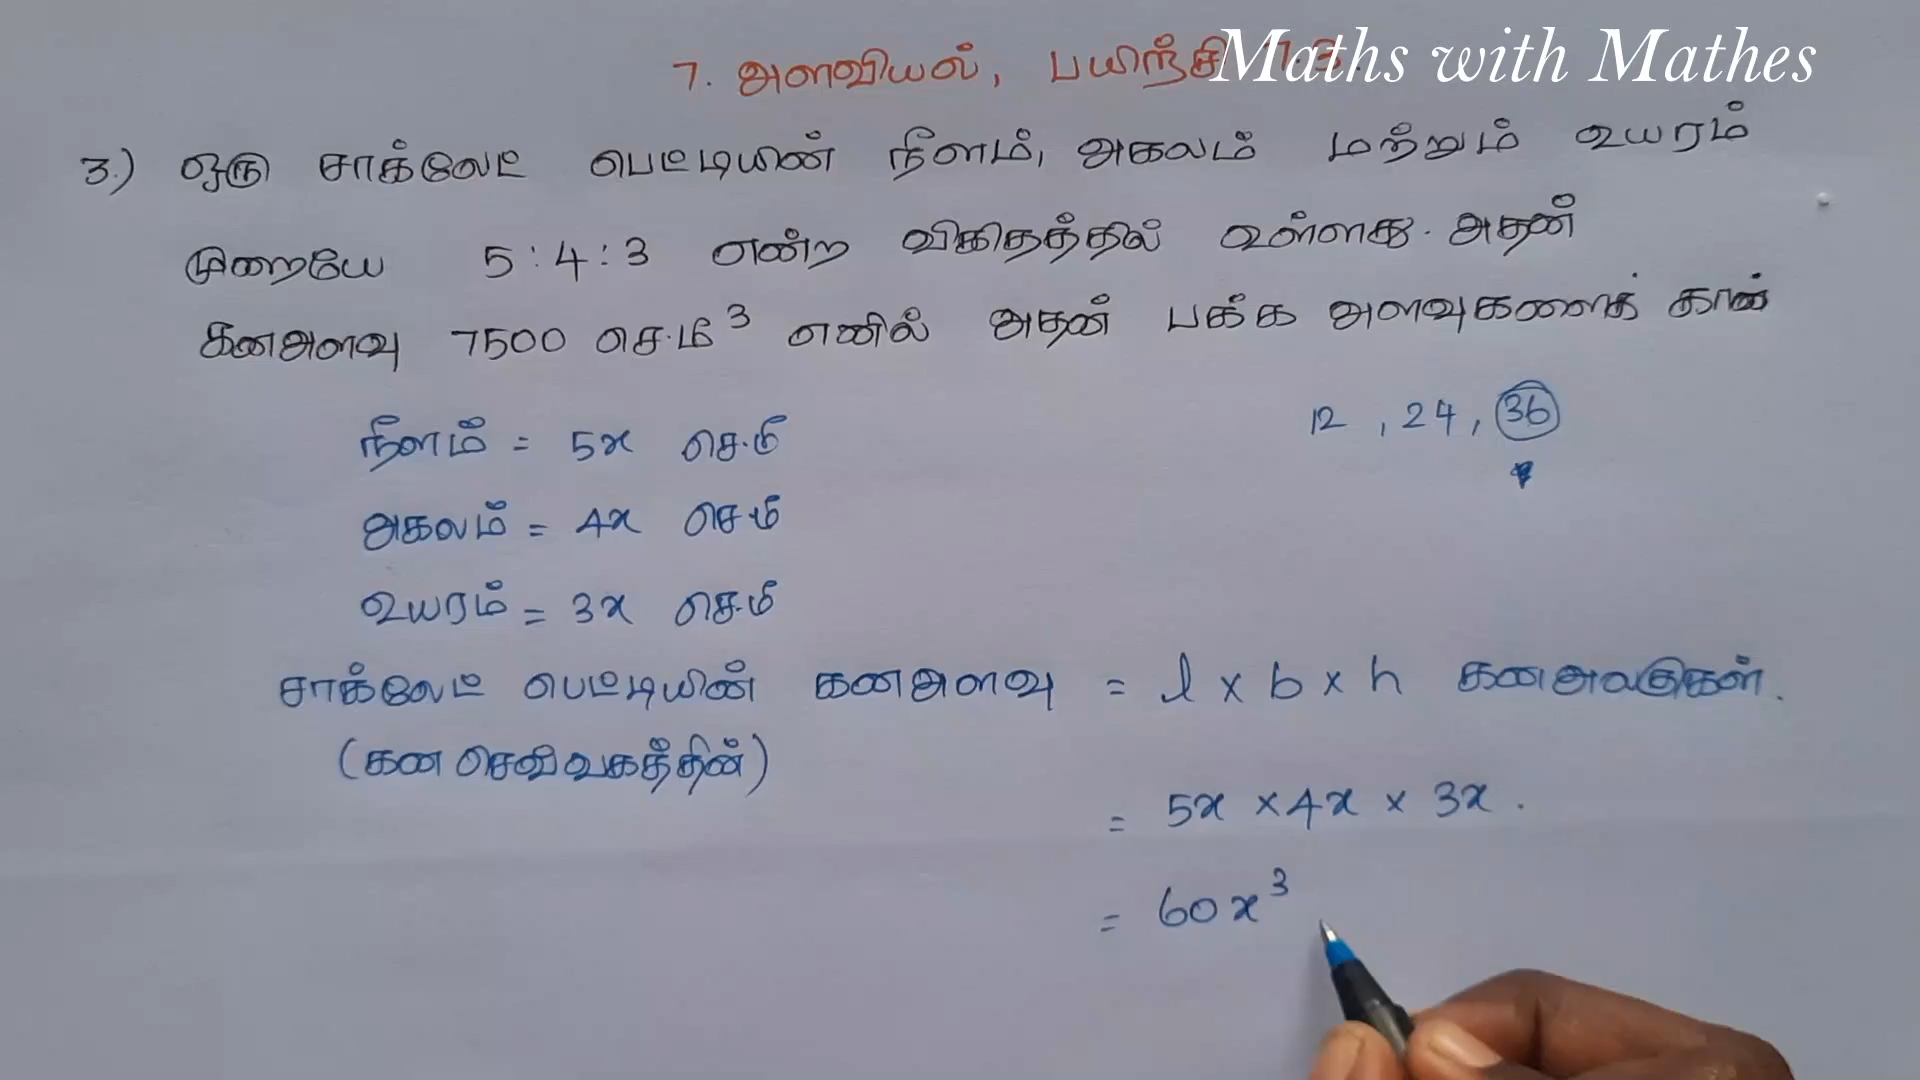 Maths with Mathes
7. அளவியல், பயிற்சி 7.3.
3.) ஒரு சாக்லேட் பெட்டியின் நீளம், அகலம் மற்றும் உயரம்
முறையே 5:4:3 என்ற விகிதத்தில் உள்ளது. அதன்
கனஅளவு 7500 செ.மீ³ எனில் அதன் பக்க அளவுகளைக் காண்
நீளம் = 5x செ.மீ
12, 24, 36
அகலம் = 4x செ.மீ
உயரம் = 3x செ.மீ
சாக்லேட் பெட்டியின் கனஅளவு = l × b × h கனஅலகுகள்.
(கன செவ்வகத்தின்)
= 5x × 4x × 3x .
= 60x³